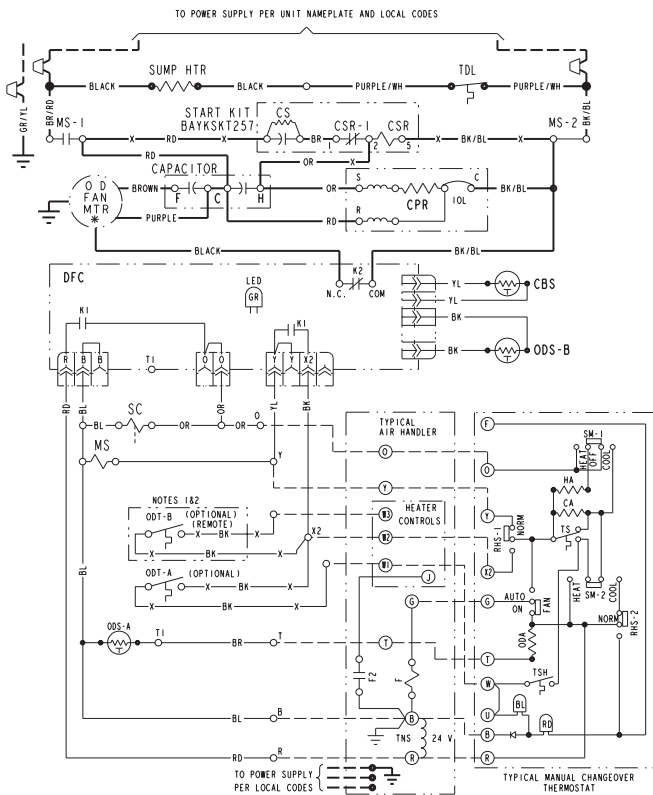 TO POWER SUPPLY PER UNIT NAMEPLATE AND LOCAL CODES
GR/YL
BR/RD
BLACK
SUMP HTR
BLACK
PURPLE/WH
TDL
PURPLE/WH
BK/BL
MS-1
START KIT
BAYKSKT257
CS
CSR-1
CSR
MS-2
X
RD
X
BR
1
2
5
X
BK/BL
X
RD
OR
X
CAPACITOR
O D
FAN
MTR
*
BROWN
F
C
H
PURPLE
OR
S
C
CPR
IOL
BK/BL
RD
R
BLACK
BK/BL
DFC
LED
GR
K2
N.C.
COM
YL
CBS
YL
BK
BK
ODS-B
K1
K1
R
B
B
T1
O
O
Y
Y
X2
RD
BL
OR
YL
BK
BL
SC
OR
OR
O
MS
Y
TYPICAL
AIR HANDLER
O
Y
W3
HEATER
CONTROLS
W2
W1
J
NOTES 1&2
ODT-B
(OPTIONAL)
(REMOTE)
X
BK
X
X
BK
X
X2
ODT-A
(OPTIONAL)
X
X
X
BK
X
BL
ODS-A
T1
BR
T
T
G
F2
F
BL
B
B
TNS
24 V
RD
R
R
TO POWER SUPPLY
PER LOCAL CODES
F
SM-1
HEAT
OFF
COOL
O
HA
CA
Y
RHS-1
NORM
TS
X2
HEAT
SM-2
COOL
G
AUTO
ON
FAN
NORM
RHS-2
ODA
T
TSH
W
BL
U
RD
B
R
TYPICAL MANUAL CHANGEOVER
THERMOSTAT